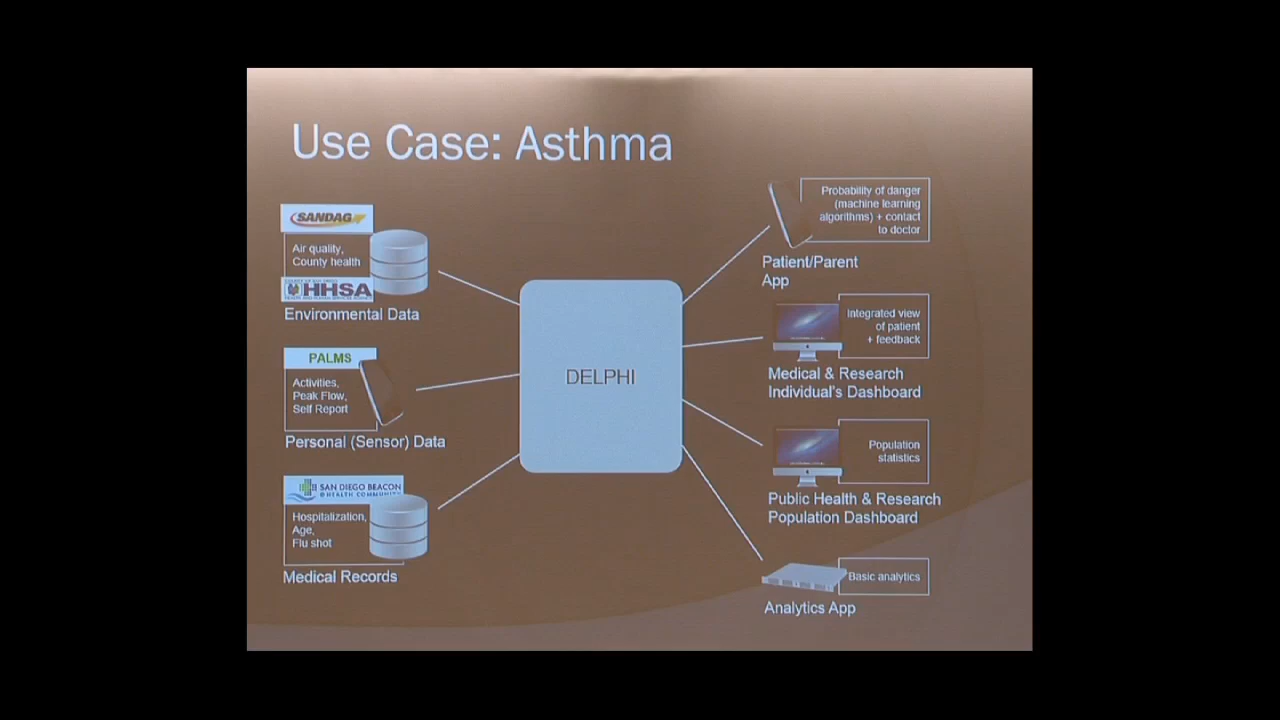 Use Case: Asthma
SANDAG
Air quality,
County health
HHSA
Environmental Data
PALMS
Activities,
Peak Flow,
Self Report
Personal (Sensor) Data
SAN DIEGO BEACON
HEALTH COMMUNITY
Hospitalization,
Age,
Flu shot
Medical Records
DELPHI
Probability of danger
(machine learning
algorithms) + contact
to doctor
Patient/Parent
App
Integrated view
of patient
+ feedback
Medical & Research
Individual's Dashboard
Population
statistics
Public Health & Research
Population Dashboard
Basic analytics
Analytics App